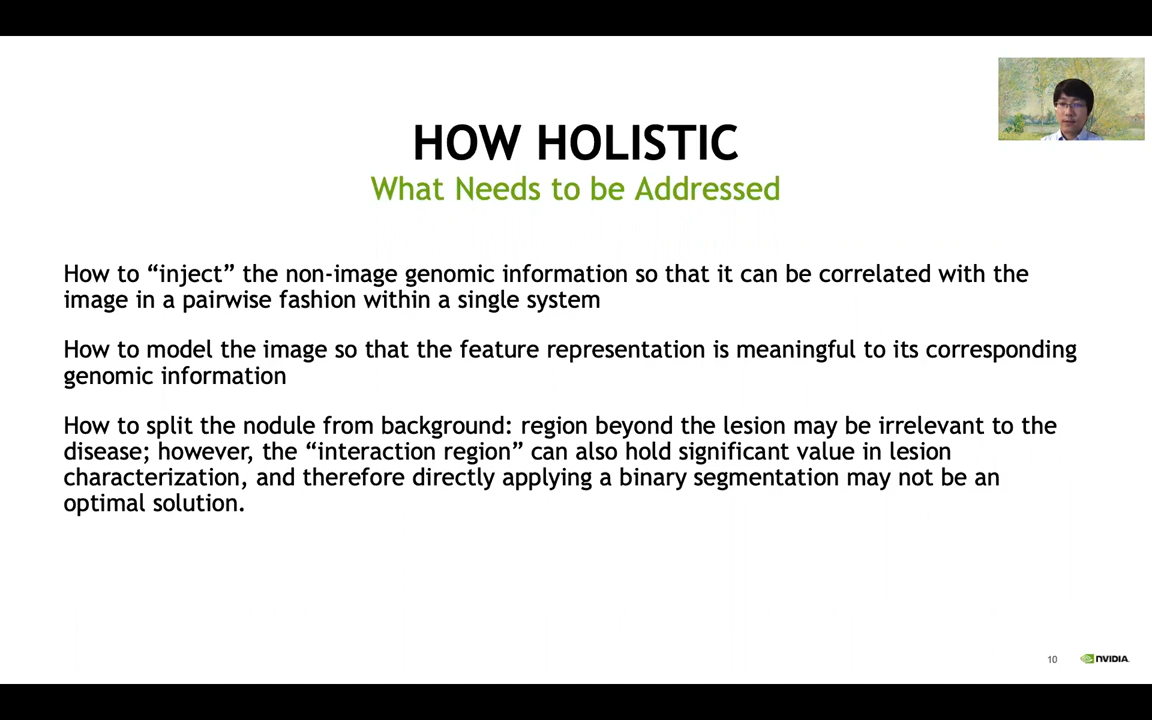 HOW HOLISTIC
What Needs to be Addressed
How to “inject” the non-image genomic information so that it can be correlated with the
image in a pairwise fashion within a single system
How to model the image so that the feature representation is meaningful to its corresponding
genomic information
How to split the nodule from background: region beyond the lesion may be irrelevant to the
disease; however, the “interaction region” can also hold significant value in lesion
characterization, and therefore directly applying a binary segmentation may not be an
optimal solution.
10
NVIDIA.